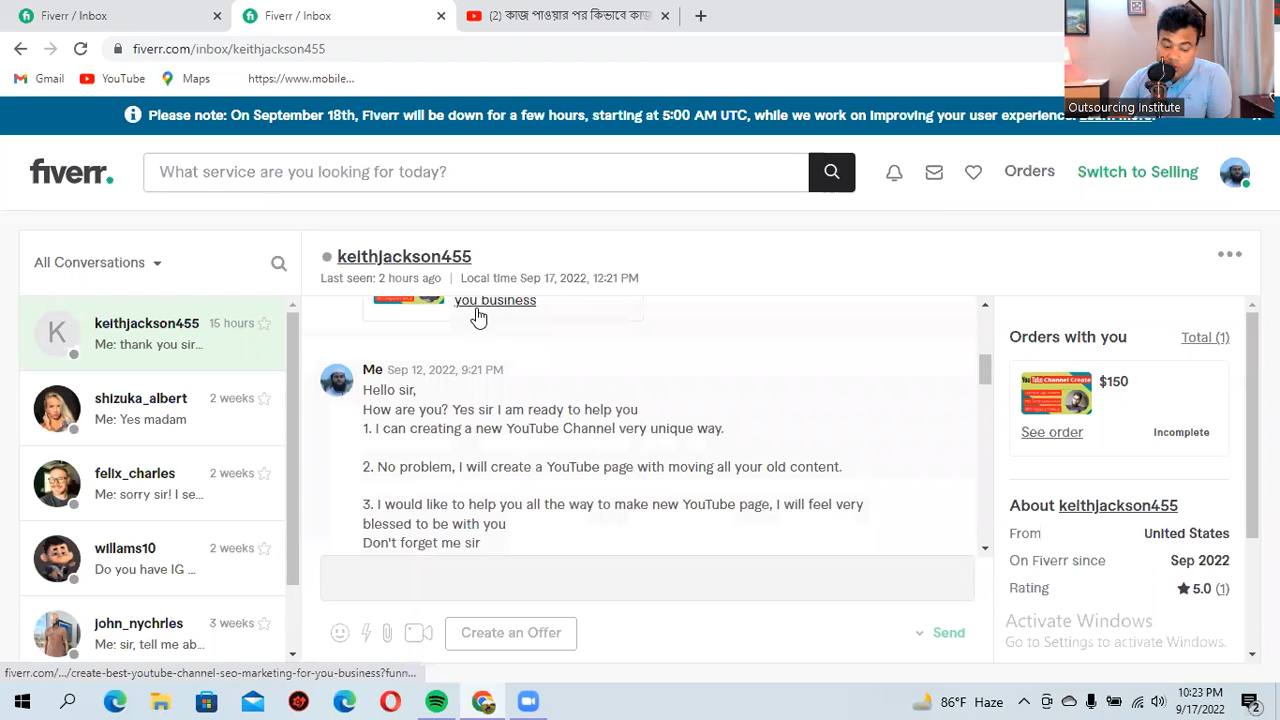 Fiverr / Inbox
Fiverr / Inbox
(2) কাজ পাওয়ার পর কিভাবে কাজ
fiverr.com/inbox/keithjackson455
Gmail
YouTube
Maps
https://www.mobile...
Outsourcing Institute
Please note: On September 18th, Fiverr will be down for a few hours, starting at 5:00 AM UTC, while we work on improving your user experience.
fiverr.
What service are you looking for today?
Orders
Switch to Selling
All Conversations
keithjackson455
Last seen: 2 hours ago | Local time Sep 17, 2022, 12:21 PM
keithjackson455
15 hours
Me: thank you sir...
shizuka_albert
2 weeks
Me: Yes madam
felix_charles
2 weeks
Me: sorry sir! I se...
willams10
2 weeks
Do you have IG ...
john_nychrles
3 weeks
Me: sir, tell me ab...
you business
Me Sep 12, 2022, 9:21 PM
Hello sir,
How are you? Yes sir I am ready to help you
1. I can creating a new YouTube Channel very unique way.
2. No problem, I will create a YouTube page with moving all your old content.
3. I would like to help you all the way to make new YouTube page, I will feel very
blessed to be with you
Don't forget me sir
Create an Offer
Send
Orders with you
Total (1)
YouTube Channel Create
$150
See order
Incomplete
About keithjackson455
From
United States
On Fiverr since
Sep 2022
Rating
5.0 (1)
Activate Windows
Go to Settings to activate Windows.
fiverr.com/.../create-best-youtube-channel-seo-marketing-for-you-business?funn...
86°F Haze
10:23 PM
9/17/2022
2